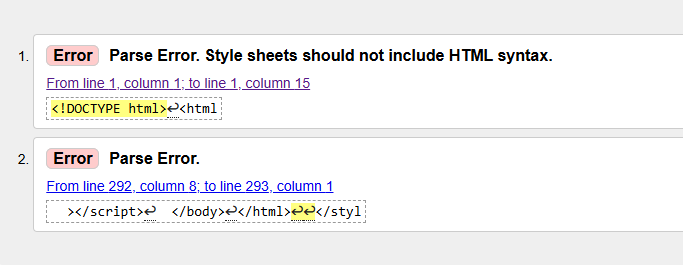 1. Error Parse Error. Style sheets should not include HTML syntax.
From line 1, column 1; to line 1, column 15
<!DOCTYPE html>↩<html
2. Error Parse Error.
From line 292, column 8; to line 293, column 1
></script>↩  </body>↩</html>↩↩</styl